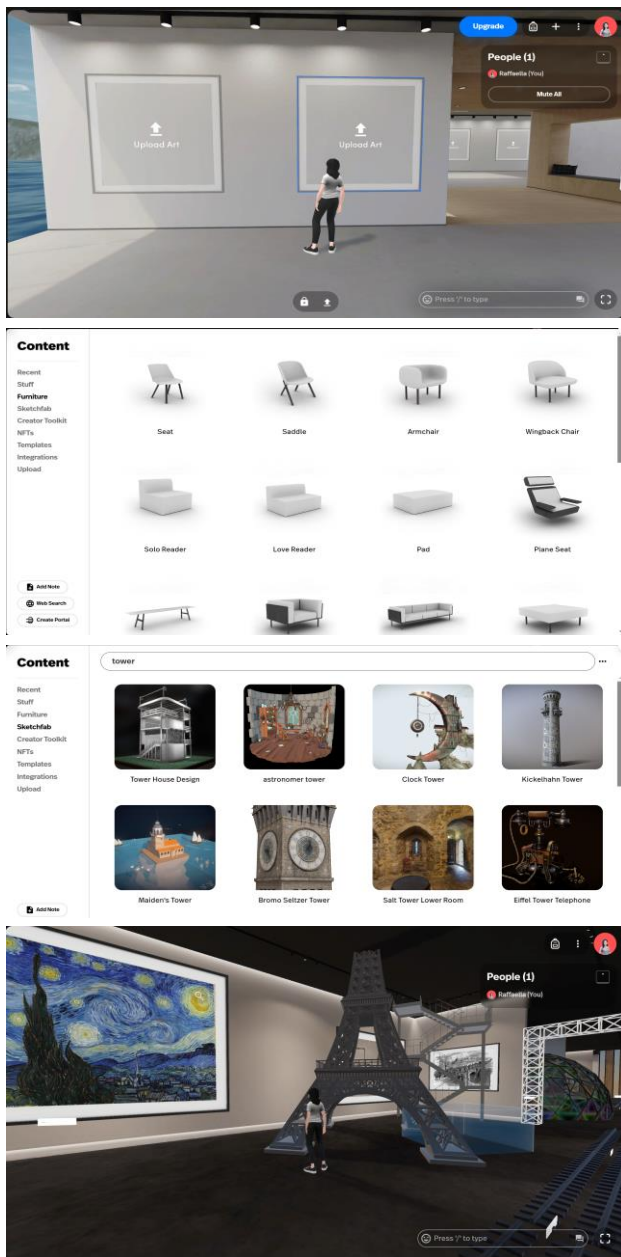 Upgrade
People (1)
Raffaella (You)
Mute All
Upload Art
Upload Art
Press '/' to type
Content
Recent
Stuff
Furniture
Sketchfab
Creator Toolkit
NFTs
Templates
Integrations
Upload
Add Note
Web Search
Create Portal
Seat
Saddle
Armchair
Wingback Chair
Solo Reader
Love Reader
Pad
Plane Seat
Content
tower
Recent
Stuff
Furniture
Sketchfab
Creator Toolkit
NFTs
Templates
Integrations
Upload
Add Note
Tower House Design
astronomer tower
Clock Tower
Kickelhahn Tower
Maiden's Tower
Bromo Seltzer Tower
Salt Tower Lower Room
Eiffel Tower Telephone
People (1)
Raffaella (You)
Press '/' to type